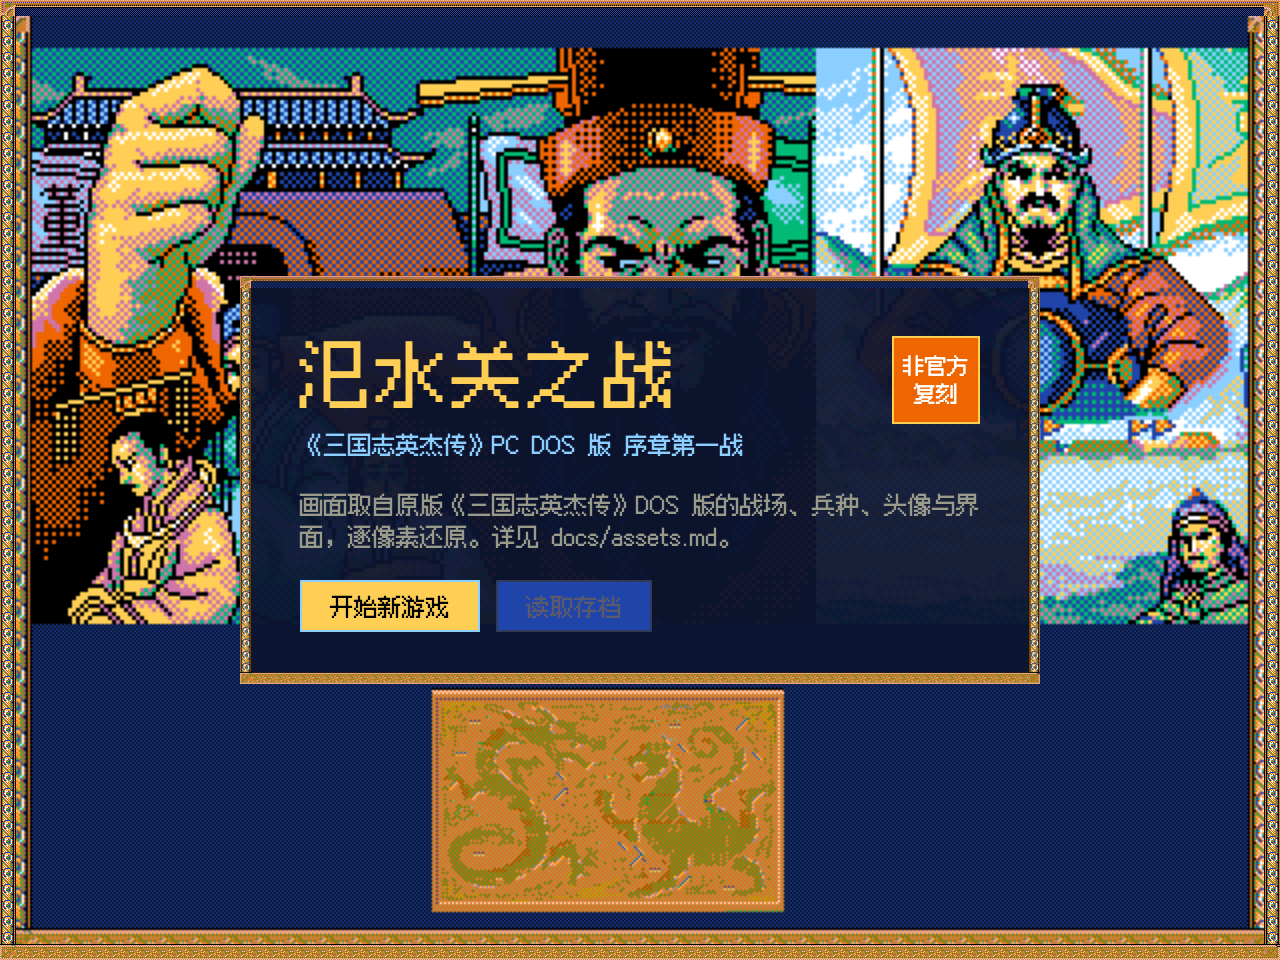 董
汜水关之战
非官方
复刻
《三国志英杰传》PC DOS 版 序章第一战
画面取自原版《三国志英杰传》DOS 版的战场、兵种、头像与界
面，逐像素还原。详见 docs/assets.md。
开始新游戏
读取存档